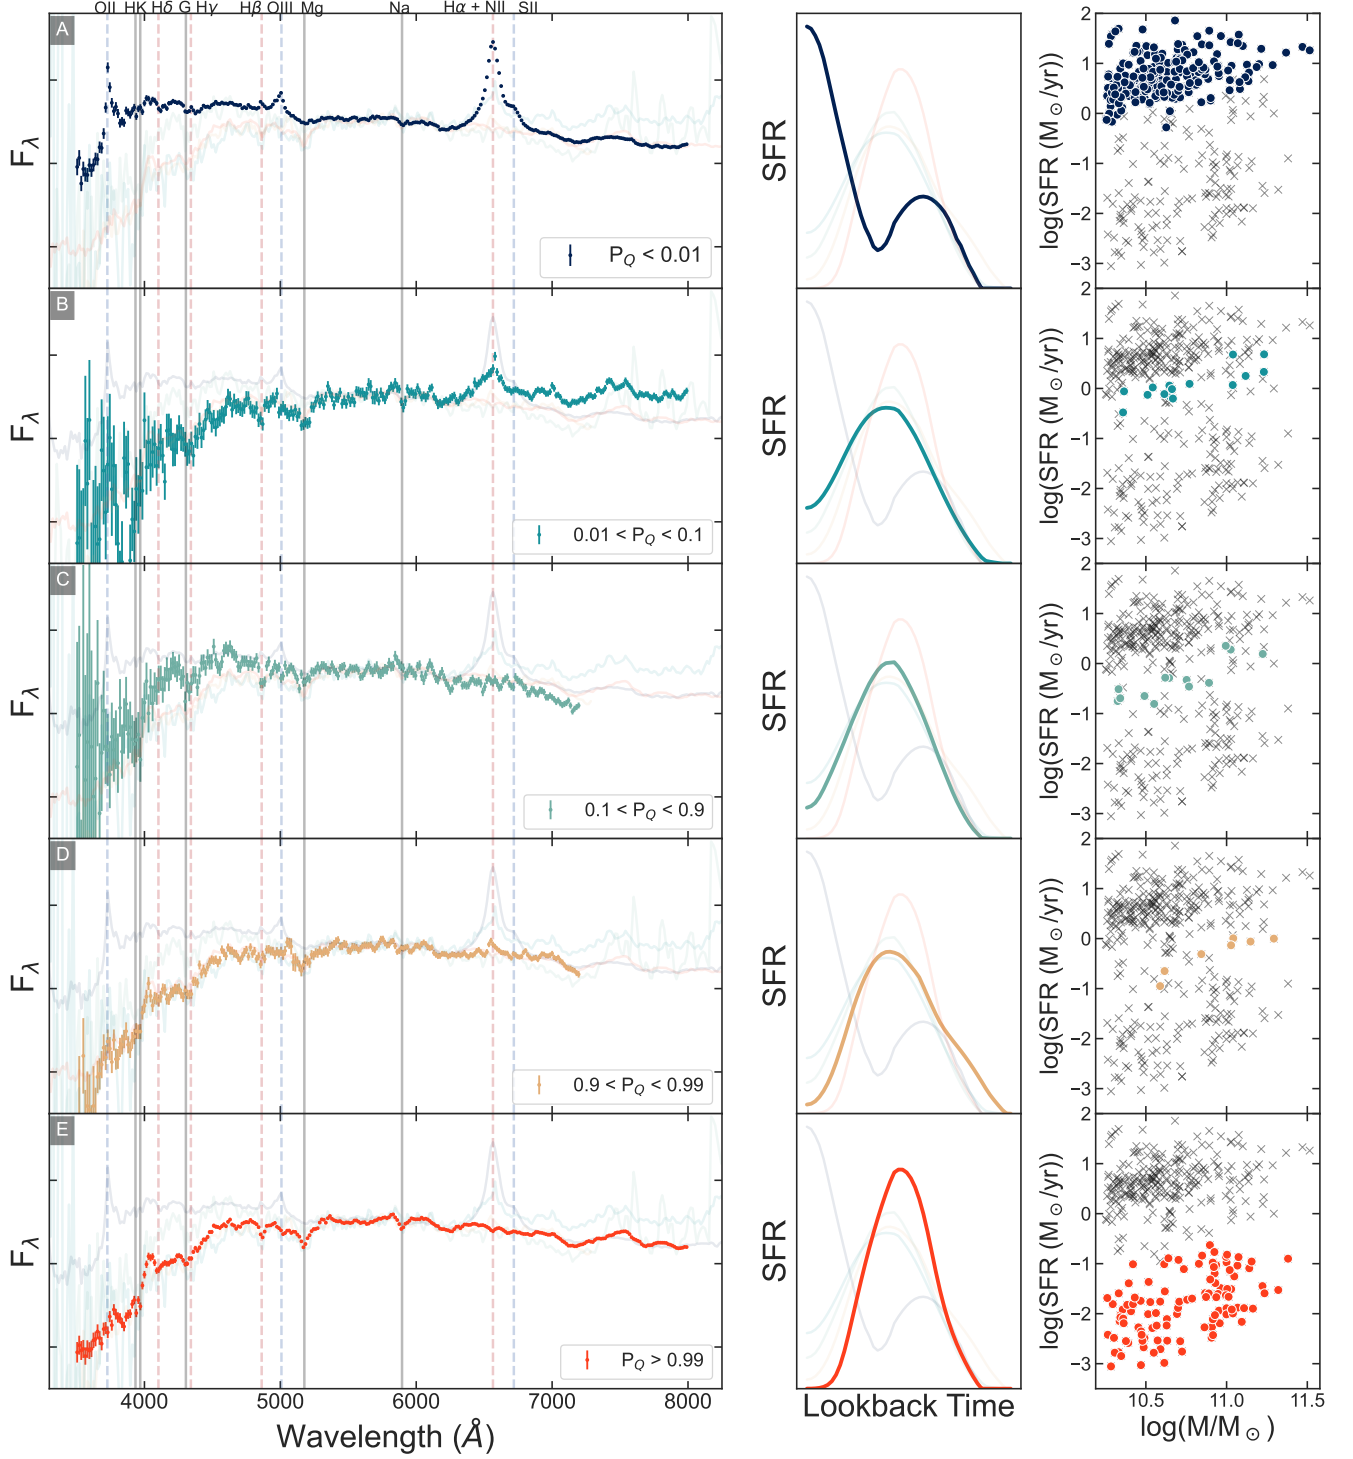 OII HK Hδ G Hγ Hβ OIII Mg Na Hα + NII SII
A
F_λ
P_Q < 0.01
SFR
log(SFR (M_⊙/yr))
2
1
0
−1
−2
−3
B
F_λ
0.01 < P_Q < 0.1
SFR
log(SFR (M_⊙/yr))
2
1
0
−1
−2
−3
C
F_λ
0.1 < P_Q < 0.9
SFR
log(SFR (M_⊙/yr))
2
1
0
−1
−2
−3
D
F_λ
0.9 < P_Q < 0.99
SFR
log(SFR (M_⊙/yr))
2
1
0
−1
−2
−3
E
F_λ
P_Q > 0.99
SFR
log(SFR (M_⊙/yr))
2
1
0
−1
−2
−3
4000 5000 6000 7000 8000
Wavelength (Å)
Lookback Time
10.5 11.0 11.5
log(M/M_⊙)